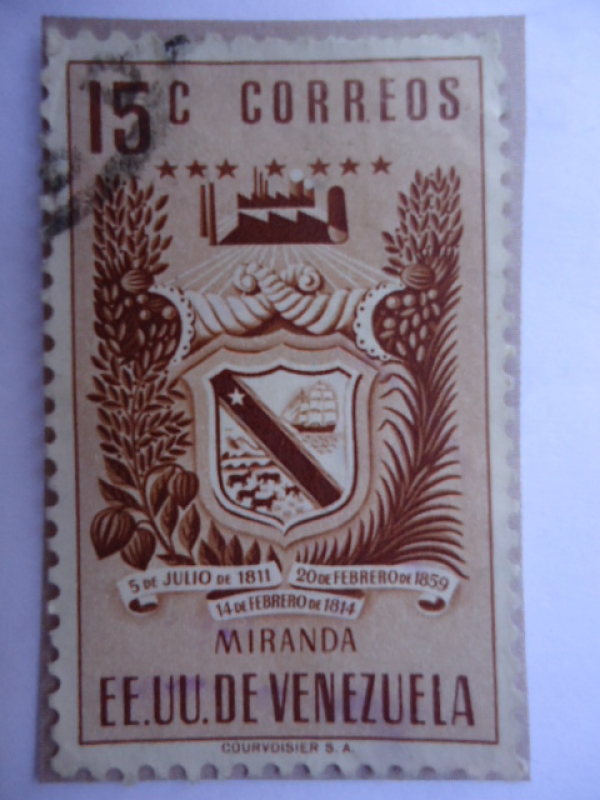 15 C CORREOS
5 DE JULIO DE 1811 20 DE FEBRERO DE 1859
14 DE FEBRERO DE 1814
MIRANDA
EE.UU. DE VENEZUELA
COURVOISIER S. A.